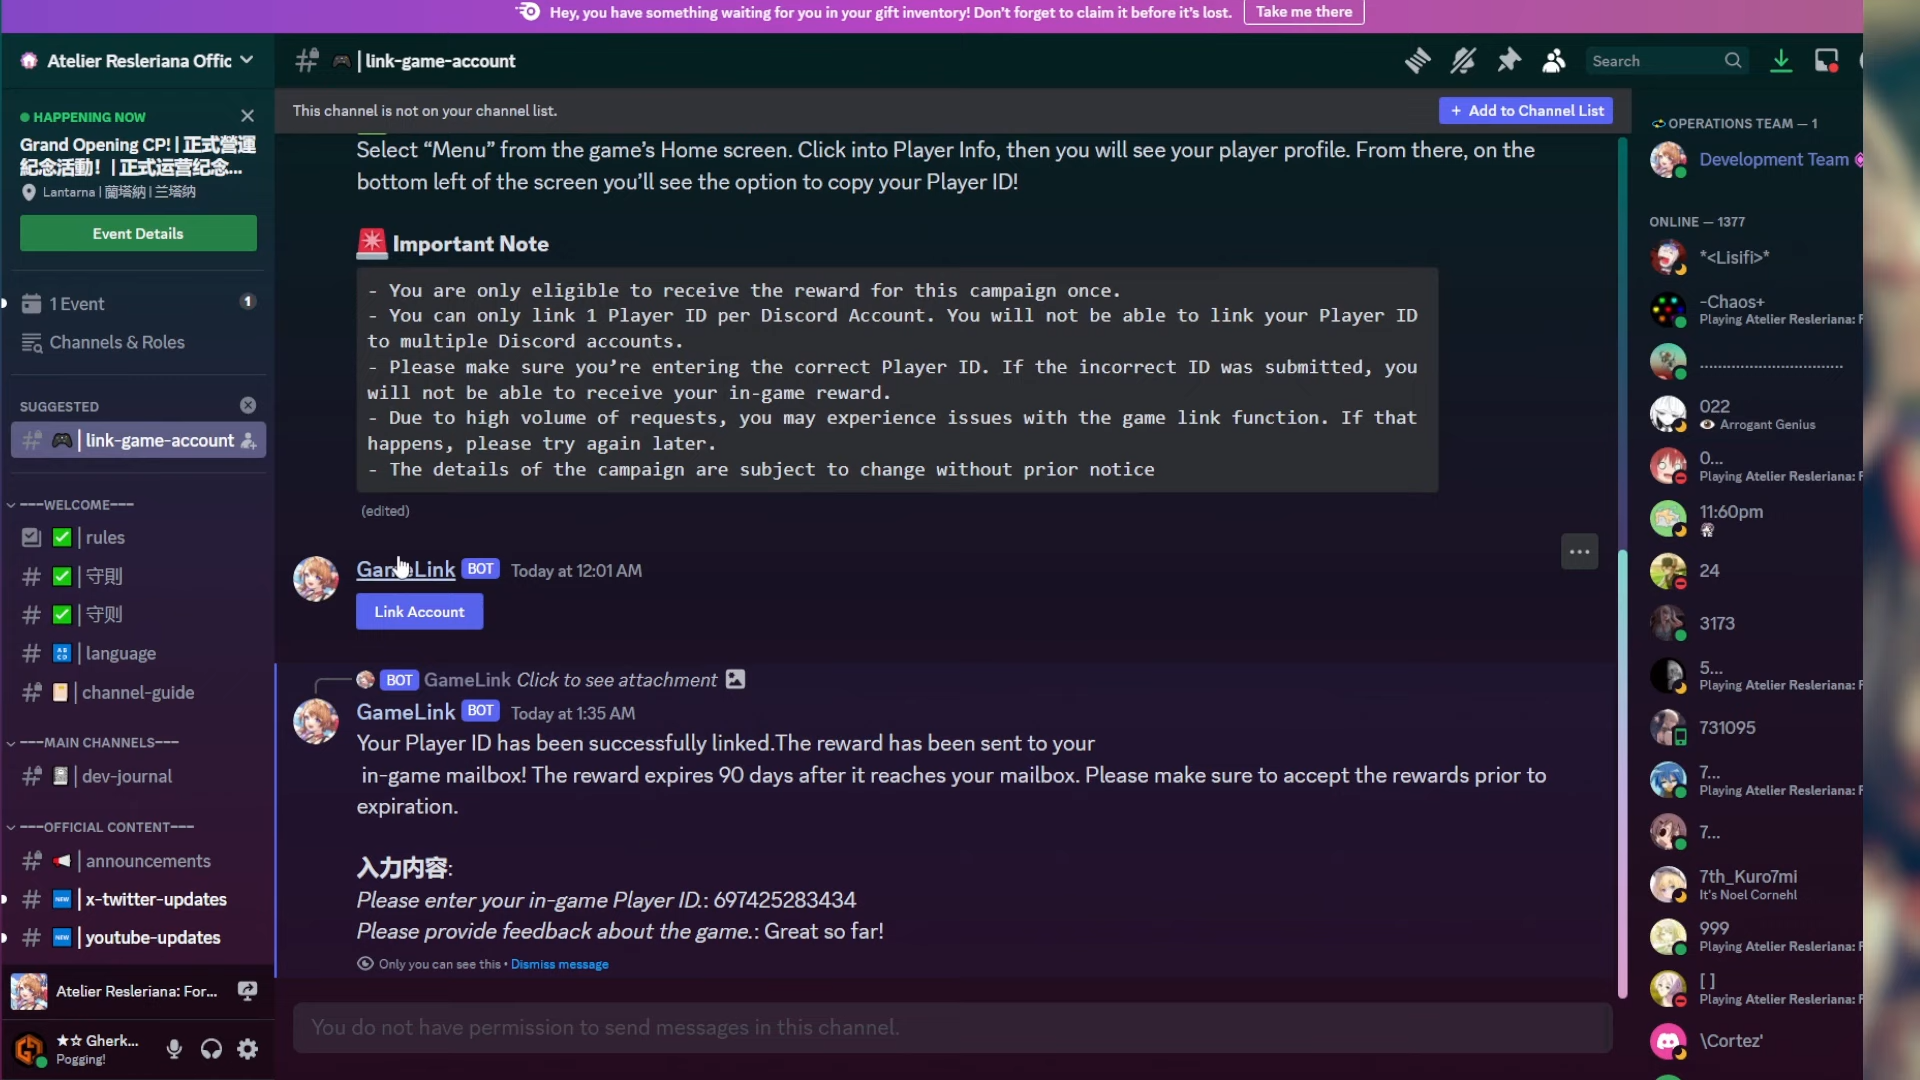 Hey, you have something waiting for you in your gift inventory! Don't forget to claim it before it's lost.
Take me there
Atelier Resleriana Offic
HAPPENING NOW
Grand Opening CP! | 正式營運
紀念活動！ | 正式运营纪念...
Lantarna | 蘭塔納 | 兰塔纳
Event Details
1 Event
1
Channels & Roles
SUGGESTED
| link-game-account
~~~WELCOME~~~
| rules
| 守則
| 守则
| language
| channel-guide
~~~MAIN CHANNELS~~~
| dev-journal
~~~OFFICIAL CONTENT~~~
| announcements
| x-twitter-updates
| youtube-updates
Atelier Resleriana: For...
★☆ Gherk...
Pogging!
| link-game-account
Search
This channel is not on your channel list.
+ Add to Channel List
Select “Menu” from the game’s Home screen. Click into Player Info, then you will see your player profile. From there, on the
bottom left of the screen you’ll see the option to copy your Player ID!
Important Note
- You are only eligible to receive the reward for this campaign once.
- You can only link 1 Player ID per Discord Account. You will not be able to link your Player ID
to multiple Discord accounts.
- Please make sure you’re entering the correct Player ID. If the incorrect ID was submitted, you
will not be able to receive your in-game reward.
- Due to high volume of requests, you may experience issues with the game link function. If that
happens, please try again later.
- The details of the campaign are subject to change without prior notice
(edited)
GameLink BOT Today at 12:01 AM
Link Account
BOT GameLink Click to see attachment
GameLink BOT Today at 1:35 AM
Your Player ID has been successfully linked.The reward has been sent to your
in-game mailbox! The reward expires 90 days after it reaches your mailbox. Please make sure to accept the rewards prior to
expiration.
入力内容:
Please enter your in-game Player ID.: 697425283434
Please provide feedback about the game.: Great so far!
Only you can see this • Dismiss message
You do not have permission to send messages in this channel.
OPERATIONS TEAM — 1
Development Team
ONLINE — 1377
*<Lisifi>*
-Chaos+
Playing Atelier Resleriana: F
................................
022
Arrogant Genius
0...
Playing Atelier Resleriana: F
11:60pm
24
3173
5...
Playing Atelier Resleriana: F
731095
7...
Playing Atelier Resleriana: F
7...
7th_Kuro7mi
It's Noel Cornehl
999
Playing Atelier Resleriana: F
[ ]
Playing Atelier Resleriana: F
\Cortez'